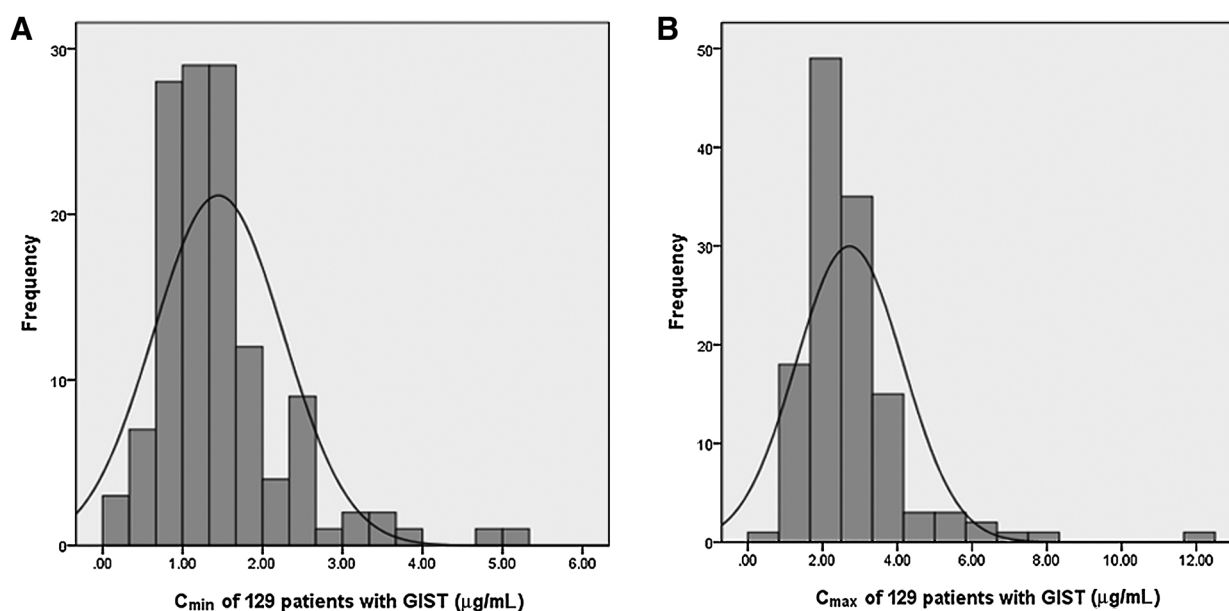 A
B
30
20
10
0
Frequency
.00 1.00 2.00 3.00 4.00 5.00 6.00
Cmin of 129 patients with GIST (μg/mL)
50
40
30
20
10
0
Frequency
.00 2.00 4.00 6.00 8.00 10.00 12.00
Cmax of 129 patients with GIST (μg/mL)